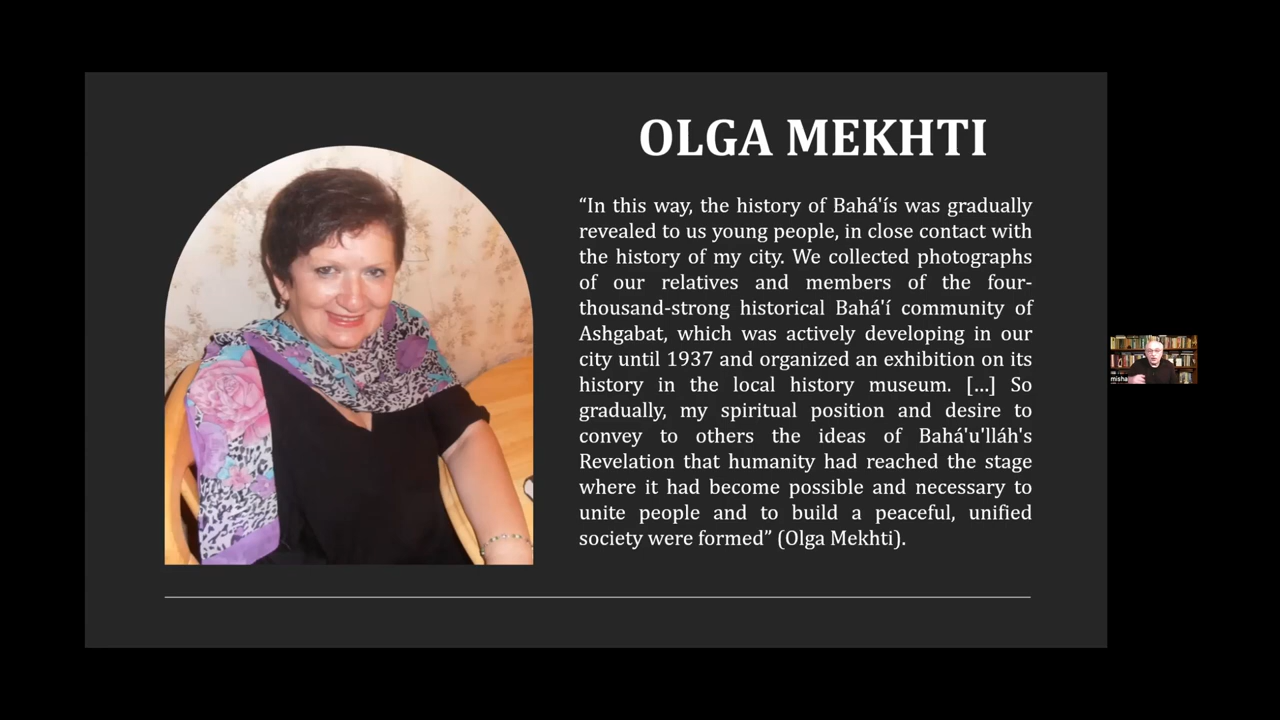 OLGA MEKHTI
“In this way, the history of Bahá'ís was gradually
revealed to us young people, in close contact with
the history of my city. We collected photographs
of our relatives and members of the four-
thousand-strong historical Bahá'í community of
Ashgabat, which was actively developing in our
city until 1937 and organized an exhibition on its
history in the local history museum. [...] So
gradually, my spiritual position and desire to
convey to others the ideas of Bahá'u'lláh's
Revelation that humanity had reached the stage
where it had become possible and necessary to
unite people and to build a peaceful, unified
society were formed” (Olga Mekhti).
misha